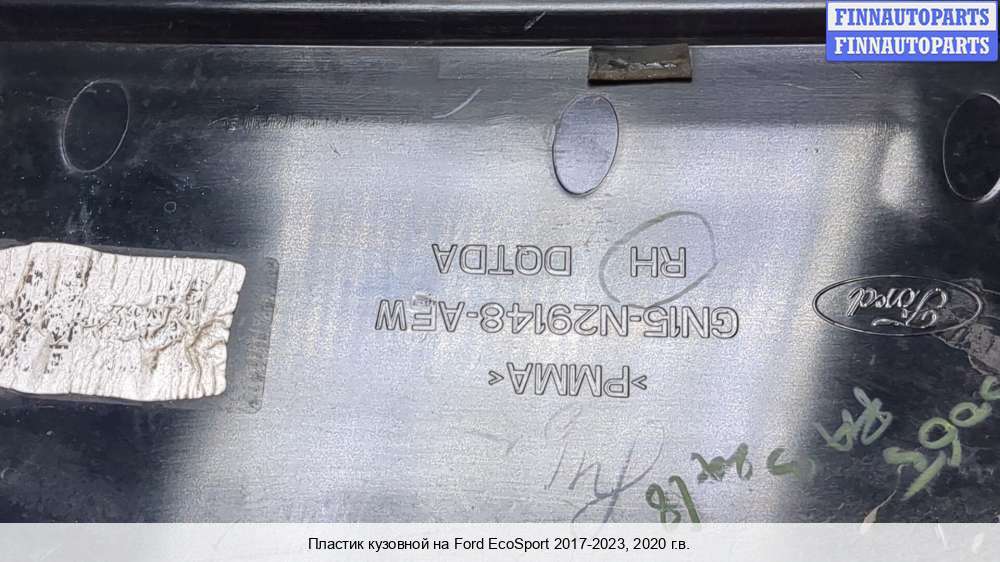 FINNAUTOPARTS
FINNAUTOPARTS
>PMMA<
GN15-N29148-AEW
RH DQTDA
Ford
Пластик кузовной на Ford EcoSport 2017-2023, 2020 г.в.